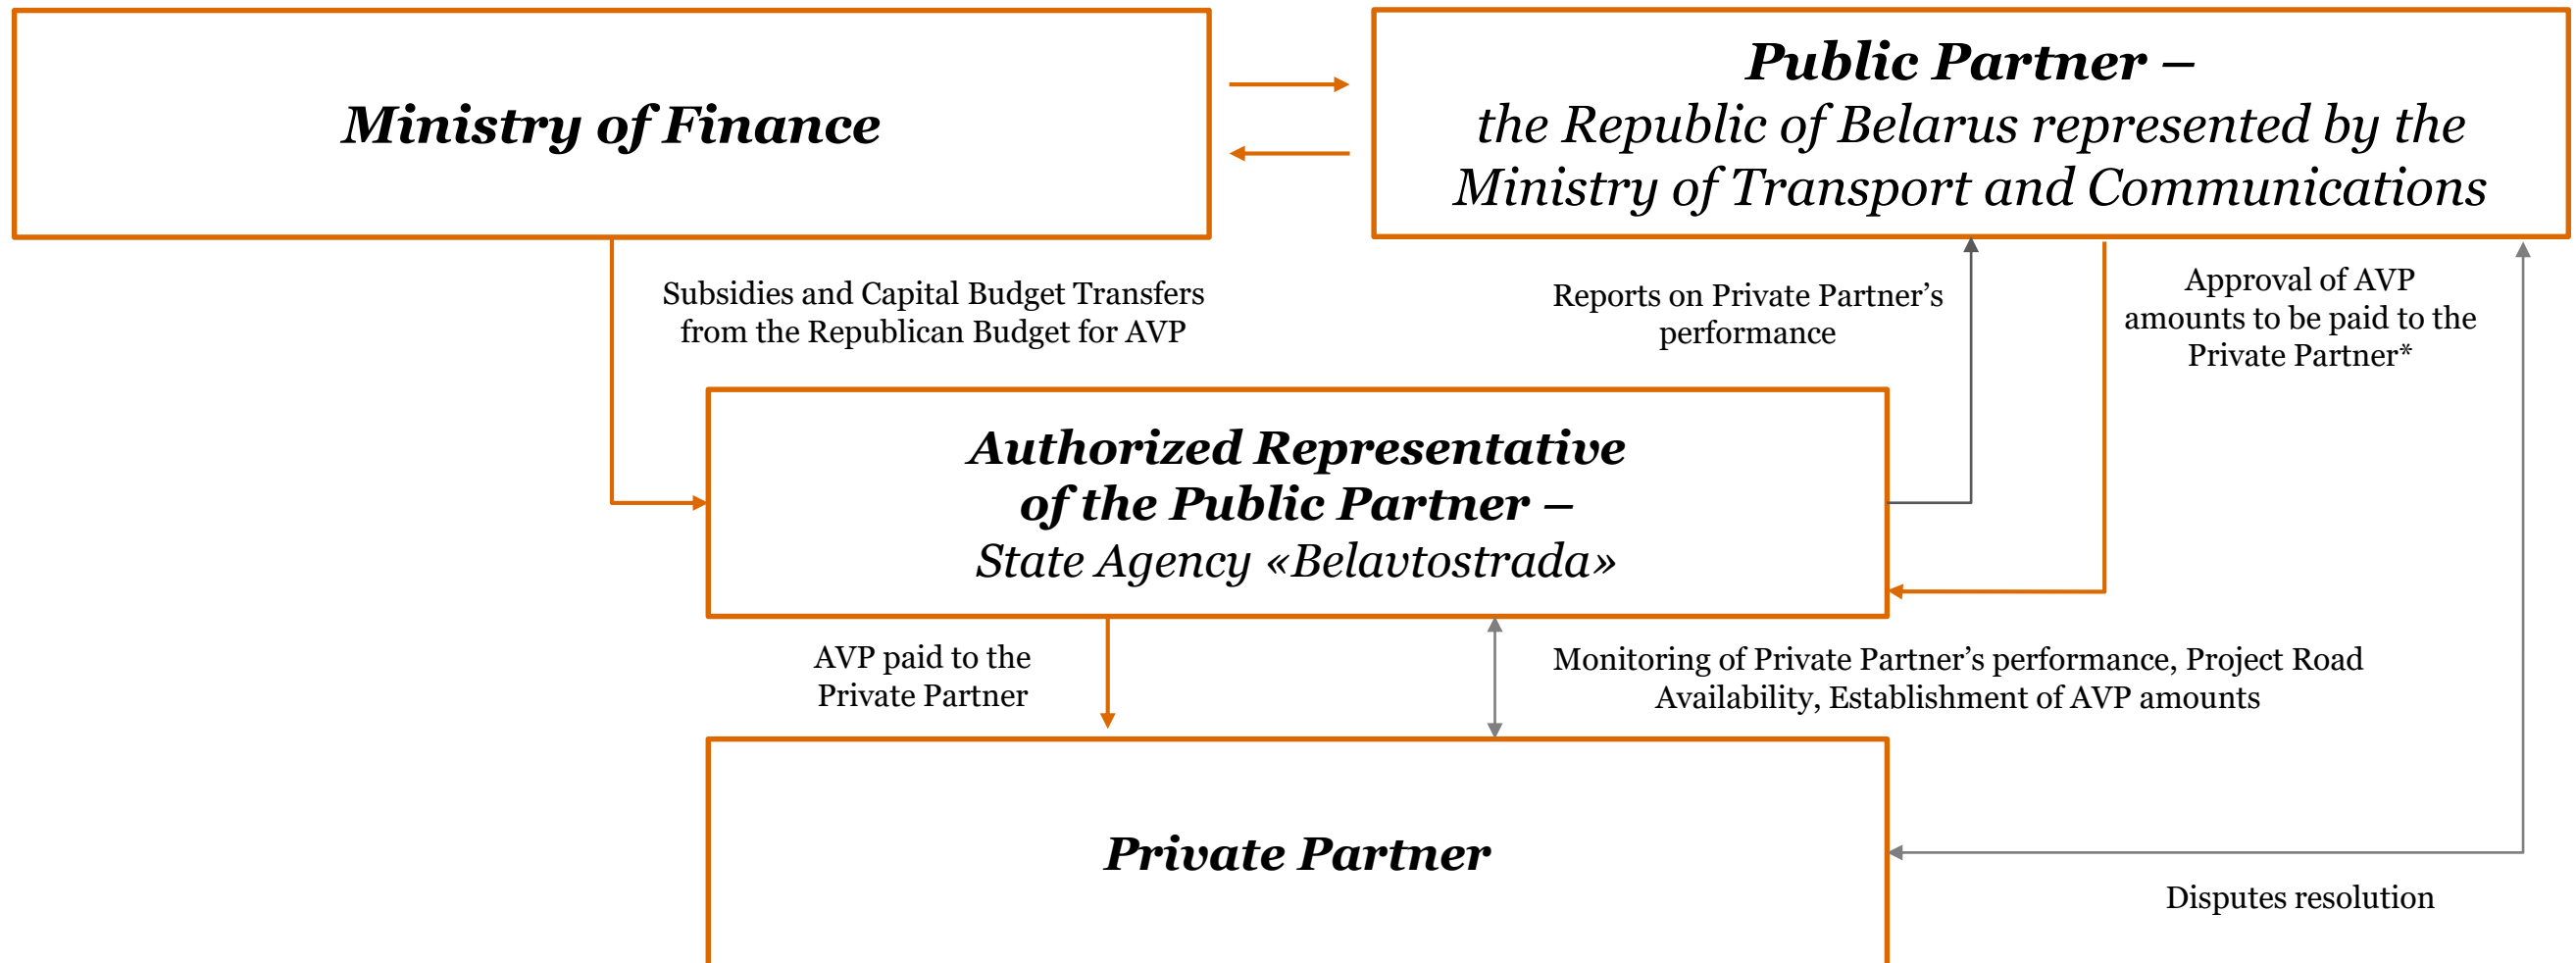 Ministry of Finance
Public Partner –
the Republic of Belarus represented by the
Ministry of Transport and Communications
Subsidies and Capital Budget Transfers
from the Republican Budget for AVP
Reports on Private Partner’s
performance
Approval of AVP
amounts to be paid to the
Private Partner*
Authorized Representative
of the Public Partner –
State Agency «Belavtostrada»
AVP paid to the
Private Partner
Monitoring of Private Partner’s performance, Project Road
Availability, Establishment of AVP amounts
Private Partner
Disputes resolution